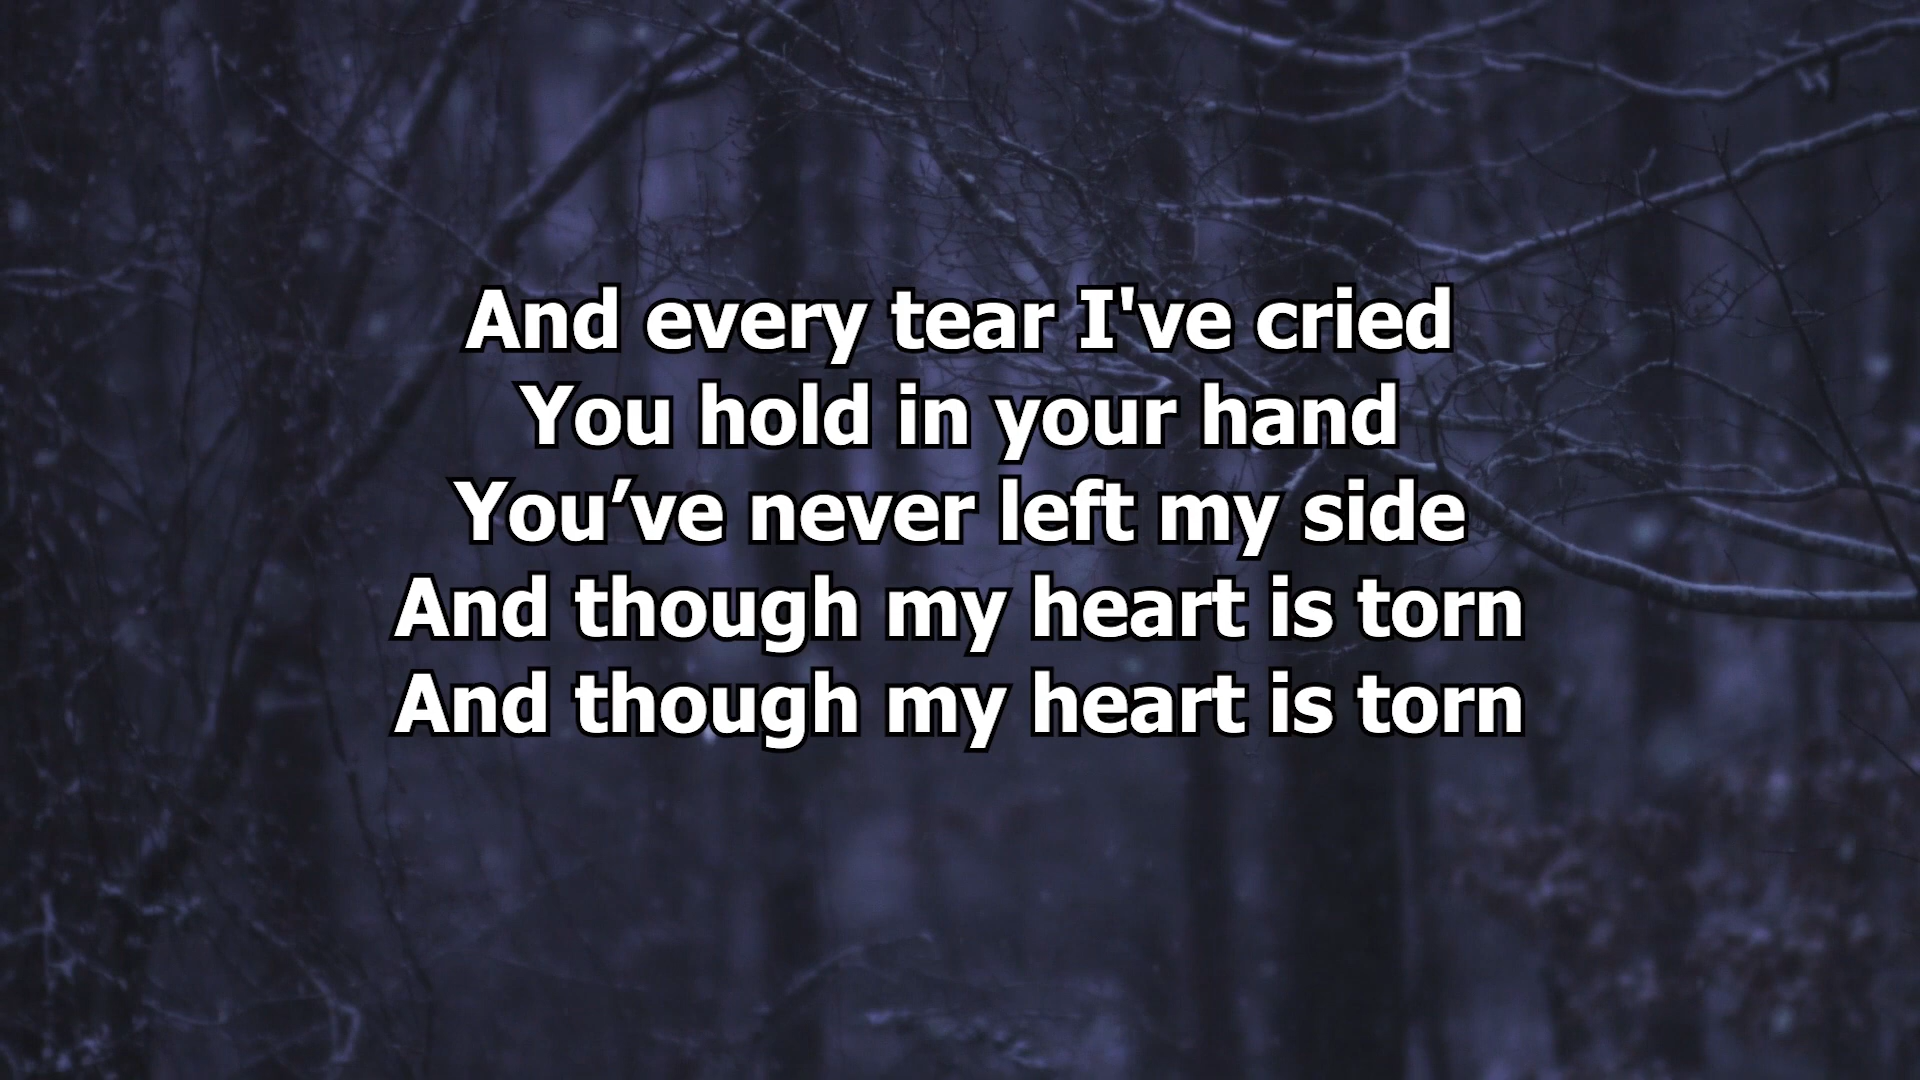 And every tear I've cried
You hold in your hand
You’ve never left my side
And though my heart is torn
And though my heart is torn